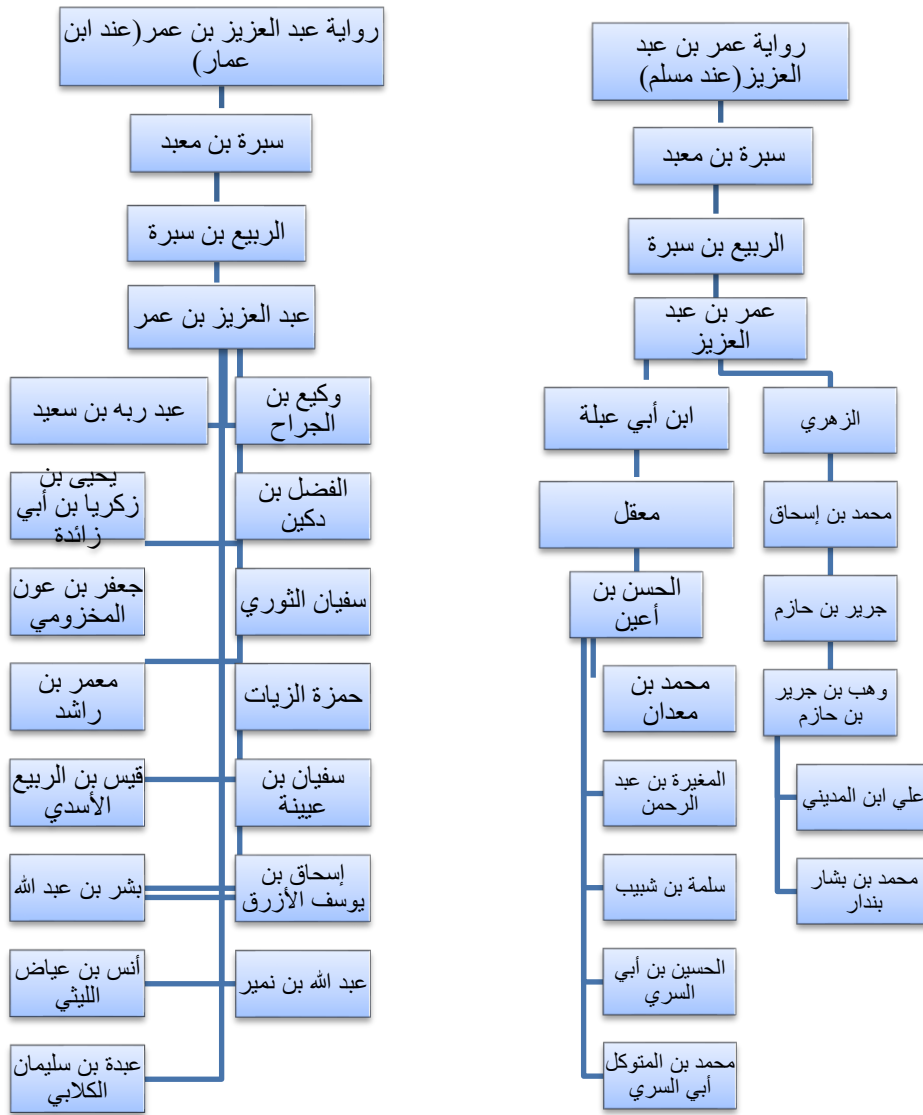 رواية عمر بن عبد
العزيز(عند مسلم)
سبرة بن معبد
الربيع بن سبرة
عمر بن عبد
العزيز
الزهري
محمد بن إسحاق
جرير بن حازم
وهب بن جرير
بن حازم
علي ابن المديني
محمد بن بشار
بندار
ابن أبي عبلة
معقل
الحسن بن
أعين
محمد بن
معدان
المغيرة بن عبد
الرحمن
سلمة بن شبيب
الحسين بن أبي
السري
محمد بن المتوكل
أبي السري
رواية عبد العزيز بن عمر(عند ابن
عمار)
سبرة بن معبد
الربيع بن سبرة
عبد العزيز بن عمر
وكيع بن
الجراح
عبد ربه بن سعيد
الفضل بن
دكين
يحيى بن
زكريا بن أبي
زائدة
سفيان الثوري
جعفر بن عون
المخزومي
حمزة الزيات
معمر بن
راشد
سفيان بن
عيينة
قيس بن الربيع
الأسدي
إسحاق بن
يوسف الأزرق
بشر بن عبد الله
عبد الله بن نمير
أنس بن عياض
الليثي
عبدة بن سليمان
الكلابي